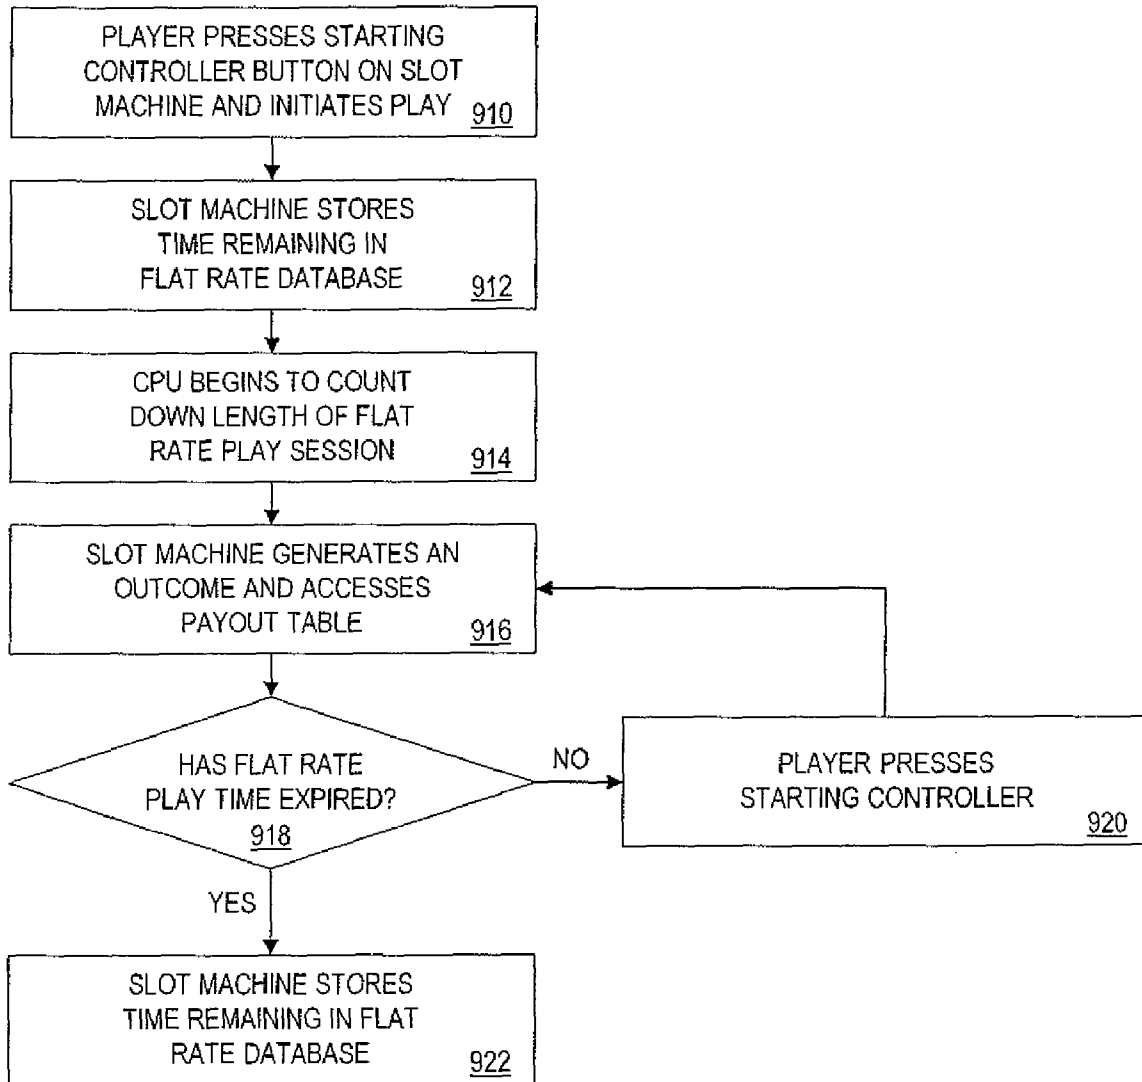 PLAYER PRESSES STARTING
CONTROLLER BUTTON ON SLOT
MACHINE AND INITIATES PLAY
910
SLOT MACHINE STORES
TIME REMAINING IN
FLAT RATE DATABASE
912
CPU BEGINS TO COUNT
DOWN LENGTH OF FLAT
RATE PLAY SESSION
914
SLOT MACHINE GENERATES AN
OUTCOME AND ACCESSES
PAYOUT TABLE
916
HAS FLAT RATE
PLAY TIME EXPIRED?
918
NO
PLAYER PRESSES
STARTING CONTROLLER
920
YES
SLOT MACHINE STORES
TIME REMAINING IN FLAT
RATE DATABASE
922